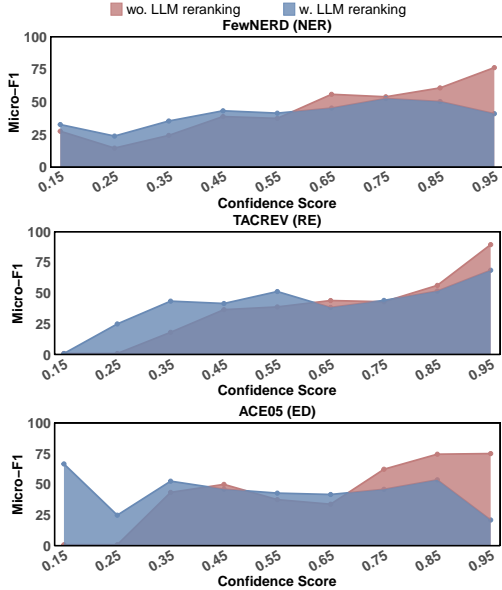 wo. LLM reranking w. LLM reranking
FewNERD (NER)
Micro−F1
100
75
50
25
0
0.15 0.25 0.35 0.45 0.55 0.65 0.75 0.85 0.95
Confidence Score
TACREV (RE)
Micro−F1
100
75
50
25
0
0.15 0.25 0.35 0.45 0.55 0.65 0.75 0.85 0.95
Confidence Score
ACE05 (ED)
Micro−F1
100
75
50
25
0
0.15 0.25 0.35 0.45 0.55 0.65 0.75 0.85 0.95
Confidence Score